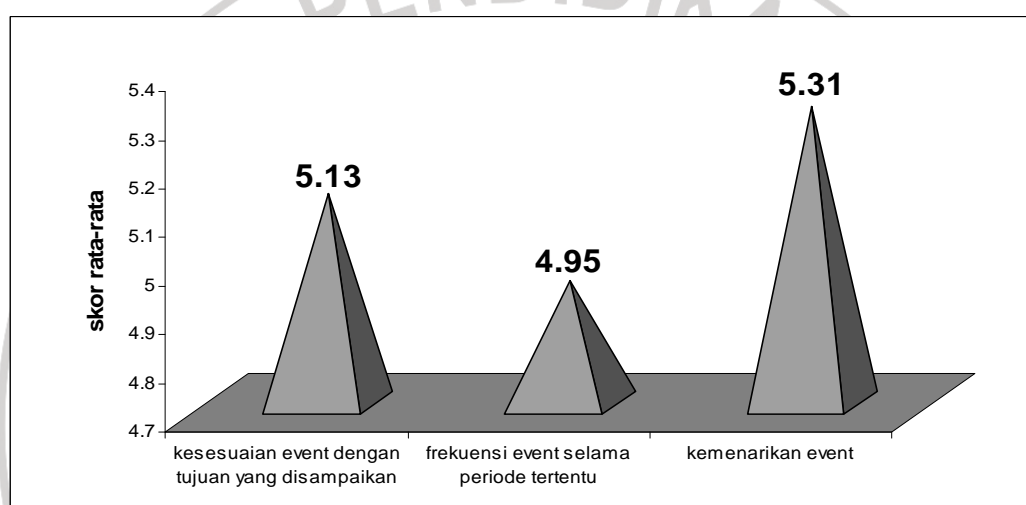 5.4
5.3
5.2
5.1
5
4.9
4.8
4.7
skor rata-rata
5.13
4.95
5.31
kesesuaian event dengan
tujuan yang disampaikan
frekuensi event selama
periode tertentu
kemenarikan event